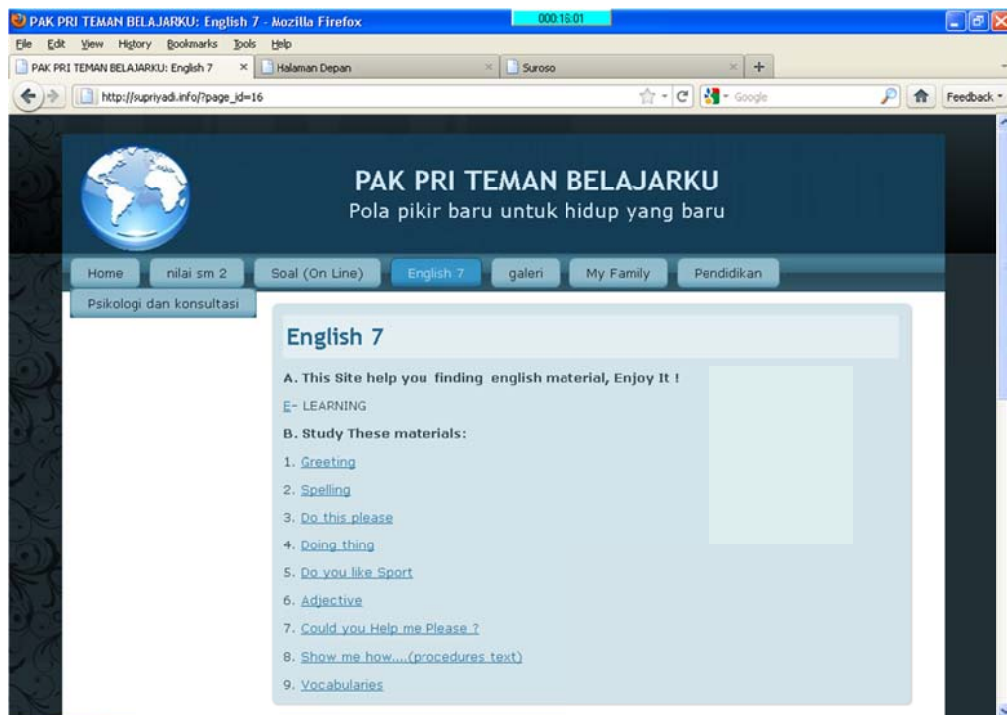 PAK PRI TEMAN BELAJARKU: English 7 - Mozilla Firefox
000:16:01
File Edit View History Bookmarks Tools Help
PAK PRI TEMAN BELAJARKU: English 7
Halaman Depan
Suroso
http://supriyadi.info/?page_id=16
Google
Feedback
PAK PRI TEMAN BELAJARKU
Pola pikir baru untuk hidup yang baru
Home nilai sm 2 Soal (On Line) English 7 galeri My Family Pendidikan
Psikologi dan konsultasi
English 7
A. This Site help you finding english material, Enjoy It !
E- LEARNING
B. Study These materials:
1. Greeting
2. Spelling
3. Do this please
4. Doing thing
5. Do you like Sport
6. Adjective
7. Could you Help me Please ?
8. Show me how....(procedures text)
9. Vocabularies